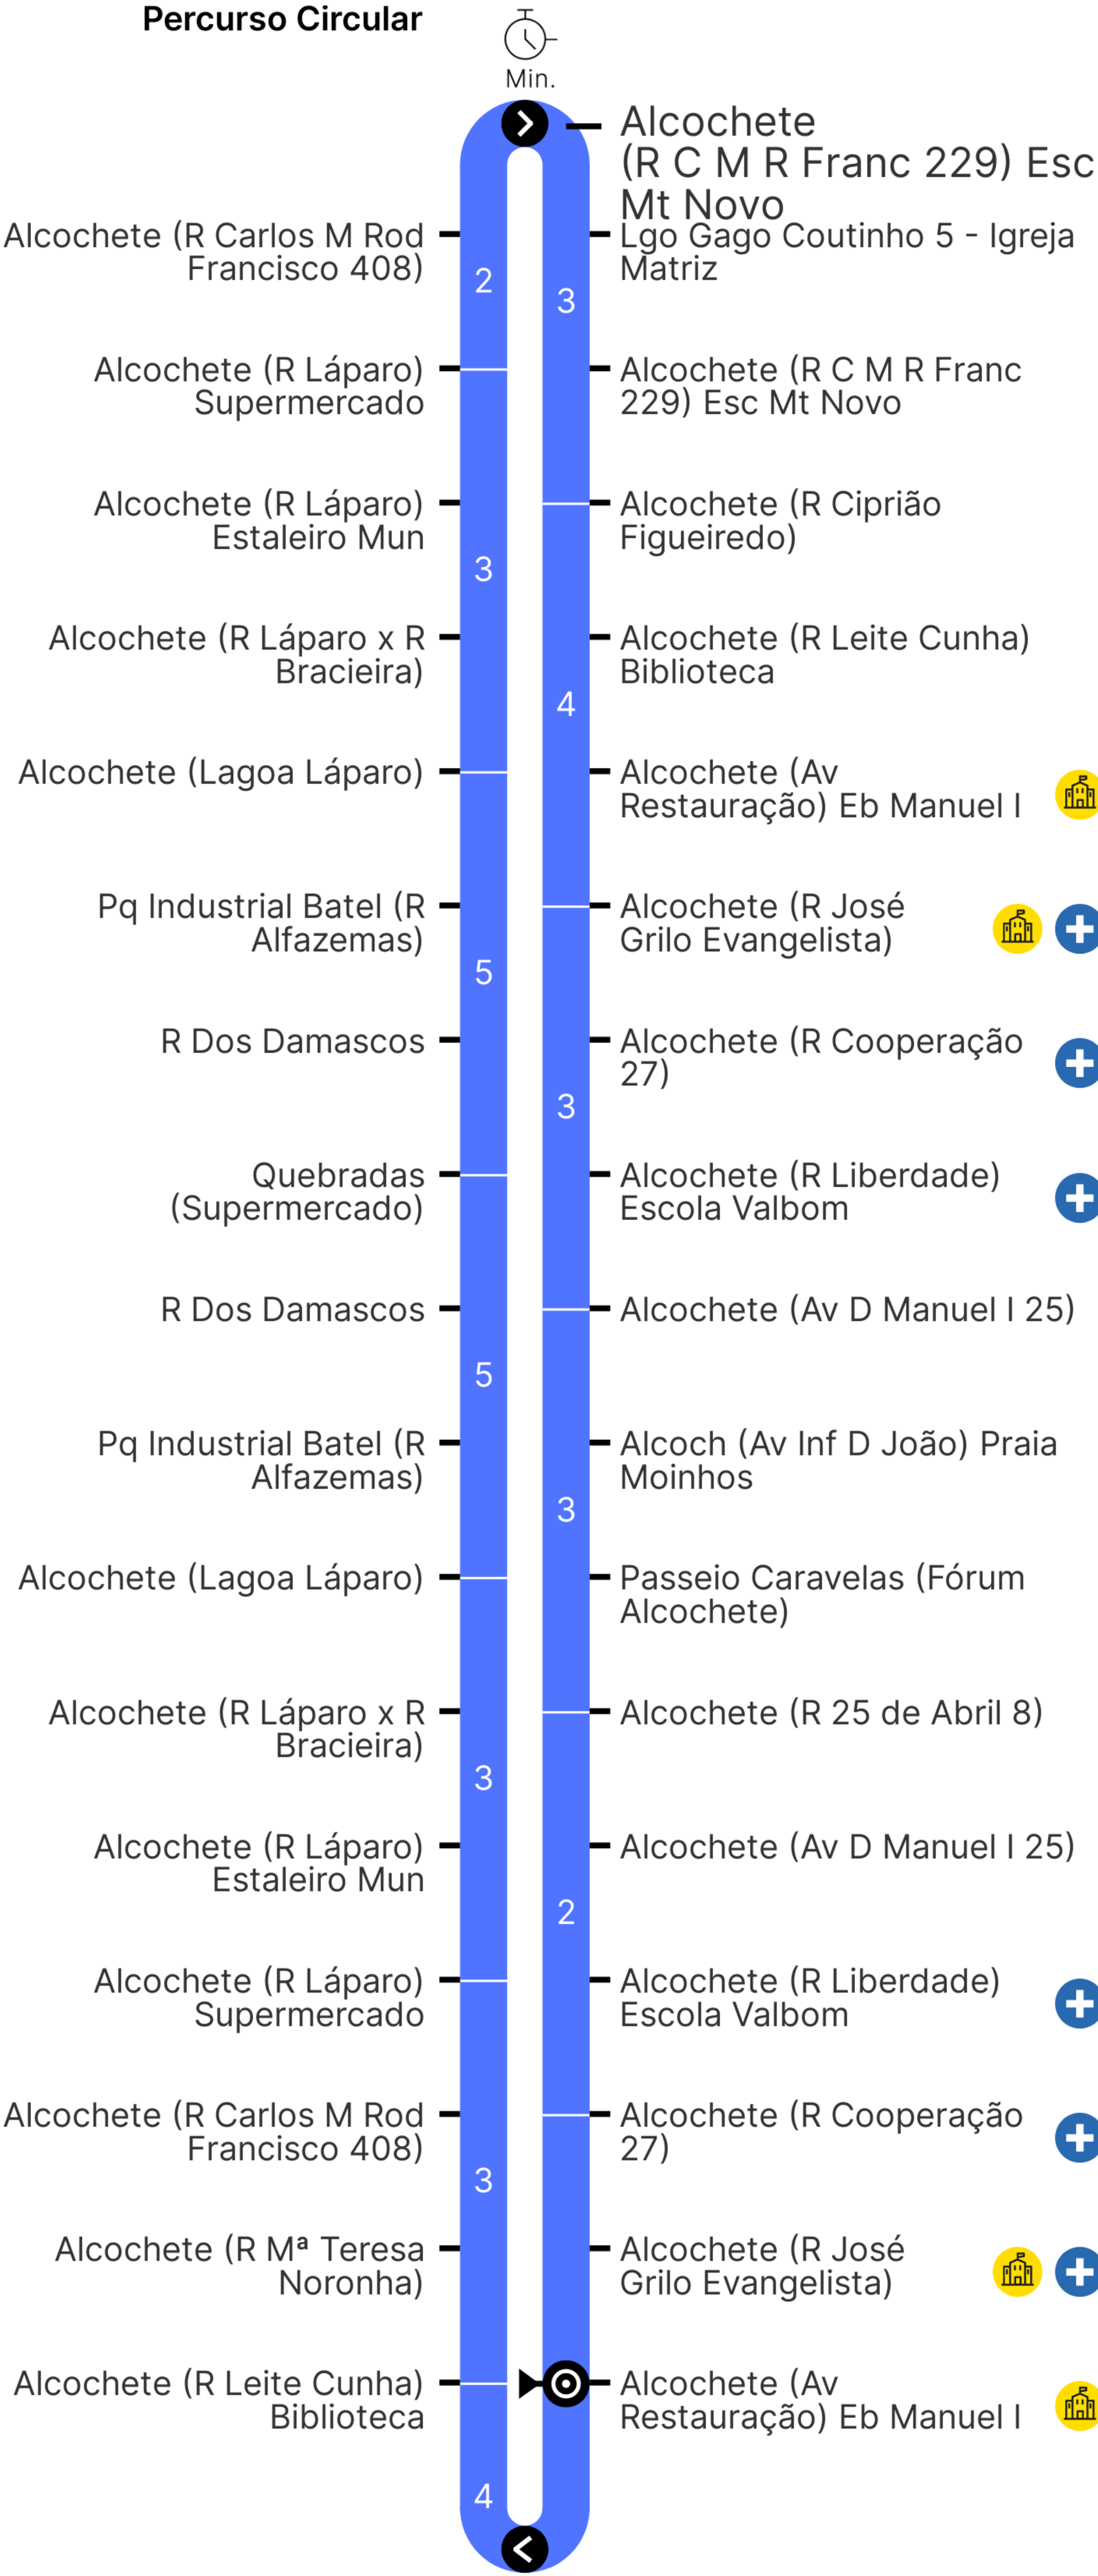 Percurso Circular
Min.
Alcochete
(R C M R Franc 229) Esc
Mt Novo
Lgo Gago Coutinho 5 - Igreja
Matriz
3
Alcochete (R C M R Franc
229) Esc Mt Novo
Alcochete (R Ciprião
Figueiredo)
Alcochete (R Leite Cunha)
Biblioteca
4
Alcochete (Av
Restauração) Eb Manuel I
Alcochete (R José
Grilo Evangelista)
Alcochete (R Cooperação
27)
3
Alcochete (R Liberdade)
Escola Valbom
Alcochete (Av D Manuel I 25)
Alcoch (Av Inf D João) Praia
Moinhos
3
Passeio Caravelas (Fórum
Alcochete)
Alcochete (R 25 de Abril 8)
Alcochete (Av D Manuel I 25)
2
Alcochete (R Liberdade)
Escola Valbom
Alcochete (R Cooperação
27)
Alcochete (R José
Grilo Evangelista)
Alcochete (Av
Restauração) Eb Manuel I
Alcochete (R Carlos M Rod
Francisco 408)
2
Alcochete (R Láparo)
Supermercado
Alcochete (R Láparo)
Estaleiro Mun
3
Alcochete (R Láparo x R
Bracieira)
Alcochete (Lagoa Láparo)
Pq Industrial Batel (R
Alfazemas)
5
R Dos Damascos
Quebradas
(Supermercado)
R Dos Damascos
5
Pq Industrial Batel (R
Alfazemas)
Alcochete (Lagoa Láparo)
Alcochete (R Láparo x R
Bracieira)
3
Alcochete (R Láparo)
Estaleiro Mun
Alcochete (R Láparo)
Supermercado
Alcochete (R Carlos M Rod
Francisco 408)
3
Alcochete (R Mª Teresa
Noronha)
Alcochete (R Leite Cunha)
Biblioteca
4